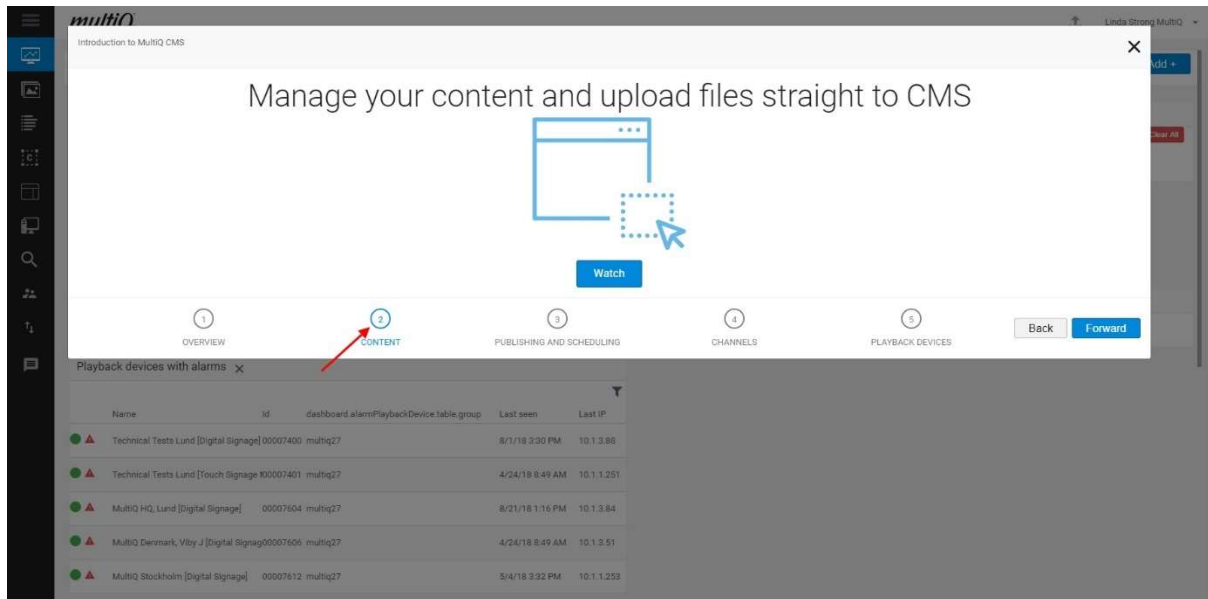 multiQ
Linda Strong MultiQ
Introduction to MultiQ CMS
Add +
Manage your content and upload files straight to CMS
Clear All
Watch
1 2 3 4 5
OVERVIEW CONTENT PUBLISHING AND SCHEDULING CHANNELS PLAYBACK DEVICES
Back Forward
Playback devices with alarms
Name Id dashboard.alarmPlaybackDevice.table.group Last seen Last IP
Technical Tests Lund [Digital Signage] 00007400 multiq27 8/1/18 3:30 PM 10.1.3.86
Technical Tests Lund [Touch Signage 00007401 multiq27 4/24/18 8:49 AM 10.1.1.251
MultiQ HQ, Lund [Digital Signage] 00007604 multiq27 8/21/18 1:16 PM 10.1.3.84
MultiQ Denmark, Viby J [Digital Signag 00007606 multiq27 4/24/18 8:49 AM 10.1.3.51
MultiQ Stockholm [Digital Signage] 00007612 multiq27 5/4/18 3:32 PM 10.1.1.253